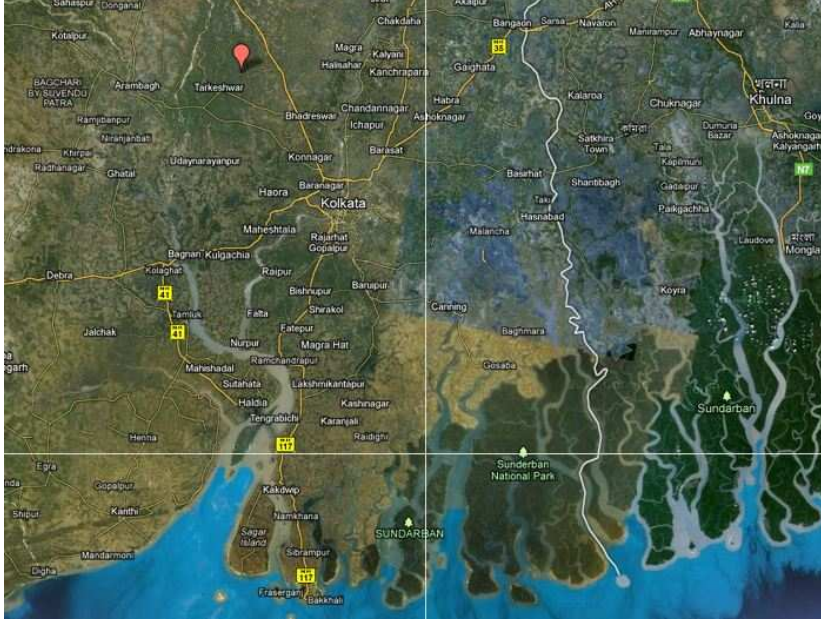 Sahaspur
Donganal
Chakdaha
Bangaon
Sarsa
Navaron
Kotalpur
Magra
Kalyani
35
Manirampur
Abhaynagar
Kalia
Halisahar
Kanchrapara
Gaighata
BAGCHARI
BY SUVENDU
PATRA
Arambagh
Tarkeshwar
Habra
Kalaroa
খুলনা
Khulna
Chandannagar
Chuknagar
Ramjibanpur
Bhadreswar
Ichapur
Ashoknagar
Dumuria
Bazar
Ashoknaga
Kalyangarh
Niranjanbati
Satkhira
Town
ndrakona
Khirpai
Konnagar
Barasat
Tala
Radhanagar
Udaynarayanpur
Kapilmuni
Ghatal
Basirhat
Shantibagh
N7
Haora
Baranagar
Gadaipur
Kolkata
Taki
Hasnabad
Paikgachha
Maheshtala
Rajarhat
Gopalpur
Malancha
Laudove
Mongla
Bagnan
Kulgachia
Debra
Kolaghat
Raipur
Baruipur
Koyra
41
Bishnupur
Canning
Tamluk
Falta
Shirakol
Jalchak
41
Fatepur
Baghmara
Nurpur
Magra Hat
Ramchandrapur
Gosaba
Mahishadal
Sutahata
Lakshmikantapur
Haldia
Kashinagar
Sundarban
Tengrabichi
Karanjali
Henna
117
Raidighi
Egra
Sunderban
National Park
Gopalpur
Kakdwip
Shipur
Kanthi
Namkhana
Sagar
Island
SUNDARBAN
Mandarmoni
Sibrampur
Digha
117
Fraserganj
Bakkhali